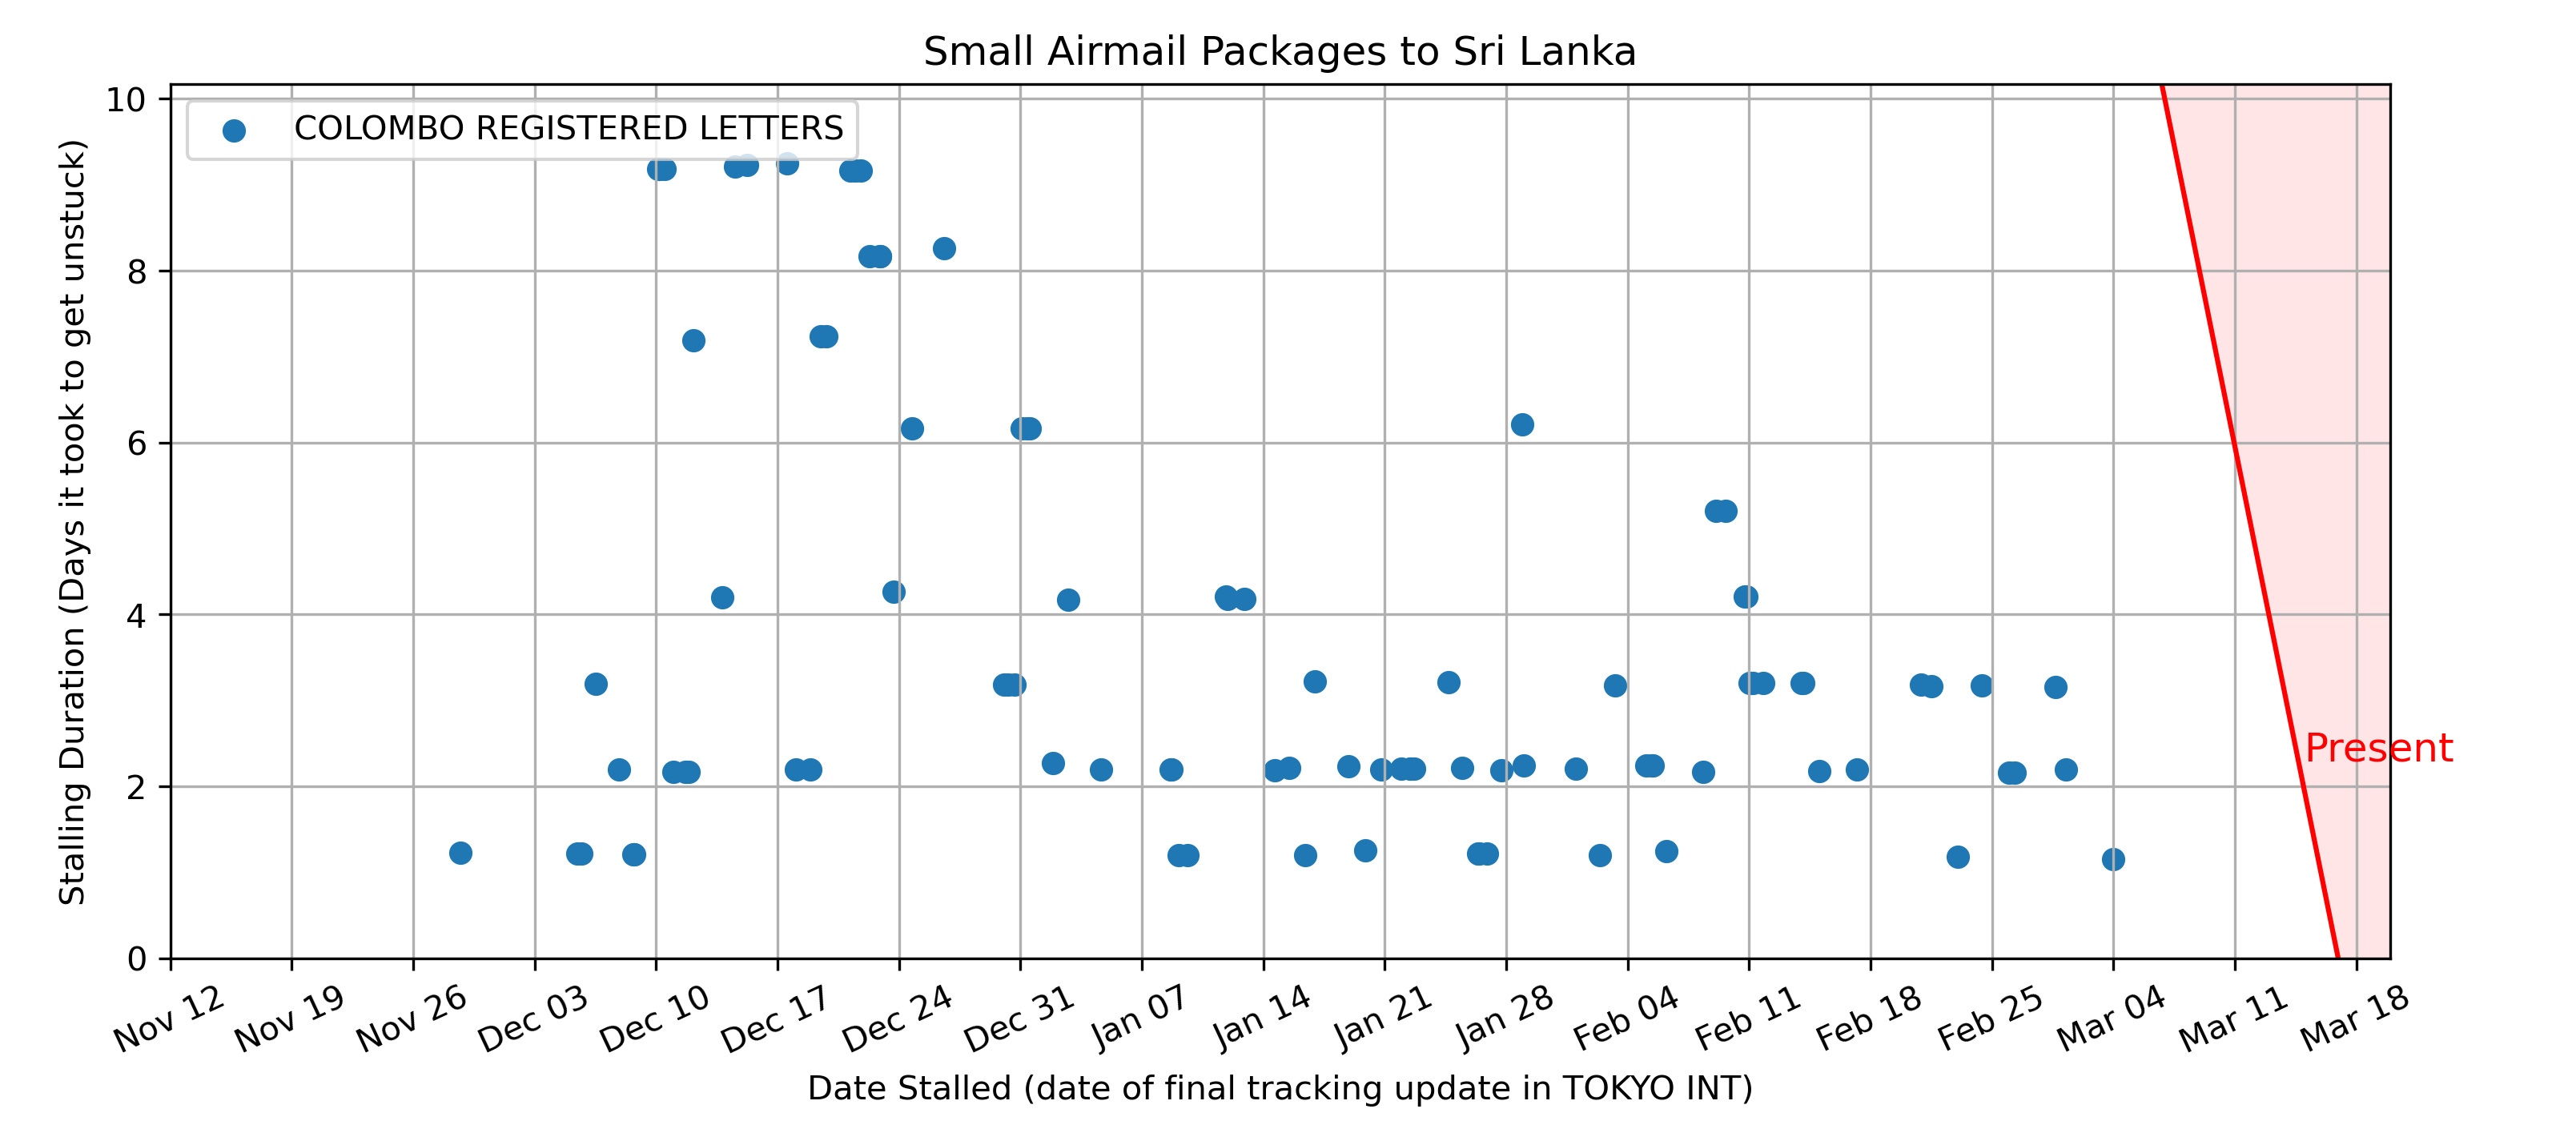 Small Airmail Packages to Sri Lanka
COLOMBO REGISTERED LETTERS
Stalling Duration (Days it took to get unstuck)
10
8
6
4
2
0
Present
Nov 12 Nov 19 Nov 26 Dec 03 Dec 10 Dec 17 Dec 24 Dec 31 Jan 07 Jan 14 Jan 21 Jan 28 Feb 04 Feb 11 Feb 18 Feb 25 Mar 04 Mar 11 Mar 18
Date Stalled (date of final tracking update in TOKYO INT)